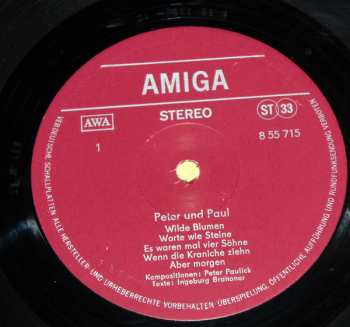 AMIGA
STEREO
AWA
ST 33
1
8 55 715
Peter und Paul
Wilde Blumen
Worte wie Steine
Es waren mal vier Söhne
Wenn die Kraniche ziehn
Aber morgen
Kompositionen: Peter Paulick
Texte: Ingeburg Branoner
VEB DEUTSCHE SCHALLPLATTEN ALLE HERSTELLER- UND URHEBERRECHTE VORBEHALTEN · ÜBERSPIELUNG, ÖFFENTLICHE AUFFÜHRUNG UND RUNDFUNKSENDUNG VERBOTEN